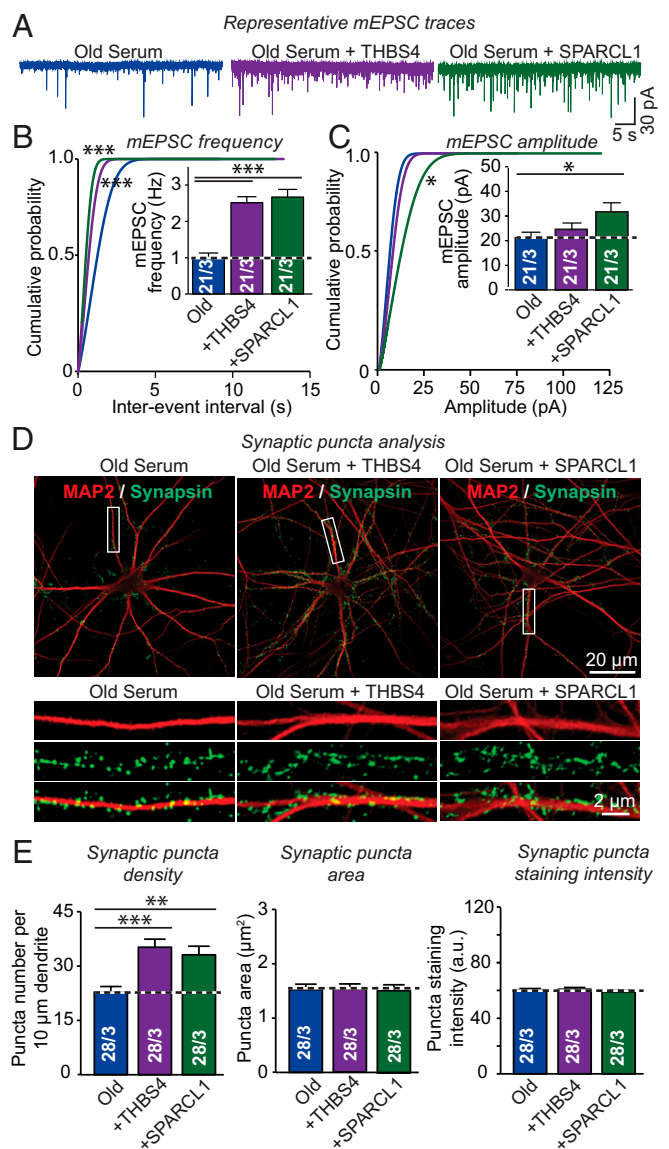 A
Representative mEPSC traces
Old Serum
Old Serum + THBS4
Old Serum + SPARCL1
5 s
30 pA
B
mEPSC frequency
***
***
Cumulative probability
1.0
0.5
0
0 5 10 15
Inter-event interval (s)
***
mEPSC
frequency (Hz)
3
2
1
0
21/3
21/3
21/3
Old
+THBS4
+SPARCL1
C
mEPSC amplitude
*
Cumulative probability
1.0
0.5
0
0 25 50 75 100 125
Amplitude (pA)
*
mEPSC
amplitude (pA)
50
40
30
20
10
0
21/3
21/3
21/3
Old
+THBS4
+SPARCL1
D
Synaptic puncta analysis
Old Serum
Old Serum + THBS4
Old Serum + SPARCL1
MAP2 / Synapsin
MAP2 / Synapsin
MAP2 / Synapsin
20 µm
Old Serum
Old Serum + THBS4
Old Serum + SPARCL1
2 µm
E
Synaptic puncta
density
Puncta number per
10 µm dendrite
45
30
15
0
**
***
28/3
28/3
28/3
Old
+THBS4
+SPARCL1
Synaptic puncta
area
Puncta area (µm²)
3
2
1
0
28/3
28/3
28/3
Old
+THBS4
+SPARCL1
Synaptic puncta
staining intensity
Puncta staining
intensity (a.u.)
120
90
60
30
0
28/3
28/3
28/3
Old
+THBS4
+SPARCL1